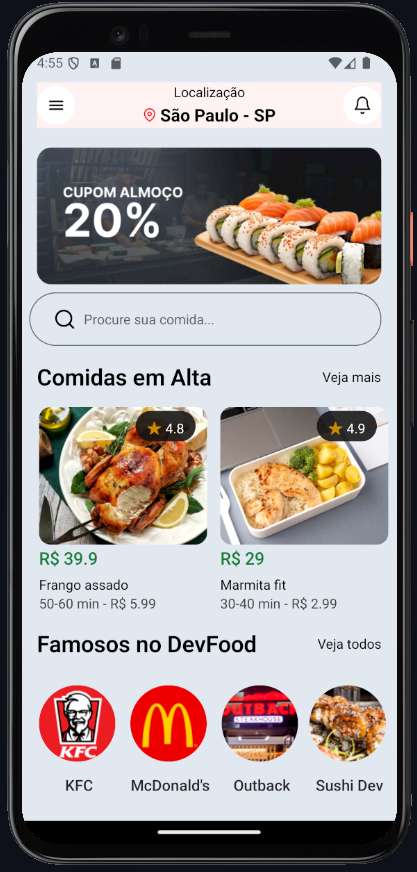 4:55
Localização
São Paulo - SP
CUPOM ALMOÇO
20%
Procure sua comida...
Comidas em Alta
Veja mais
4.8
4.9
R$ 39.9
R$ 29
Frango assado
Marmita fit
50-60 min - R$ 5.99
30-40 min - R$ 2.99
Famosos no DevFood
Veja todos
KFC
OUTBACK
STEAKHOUSE
KFC
McDonald's
Outback
Sushi Dev